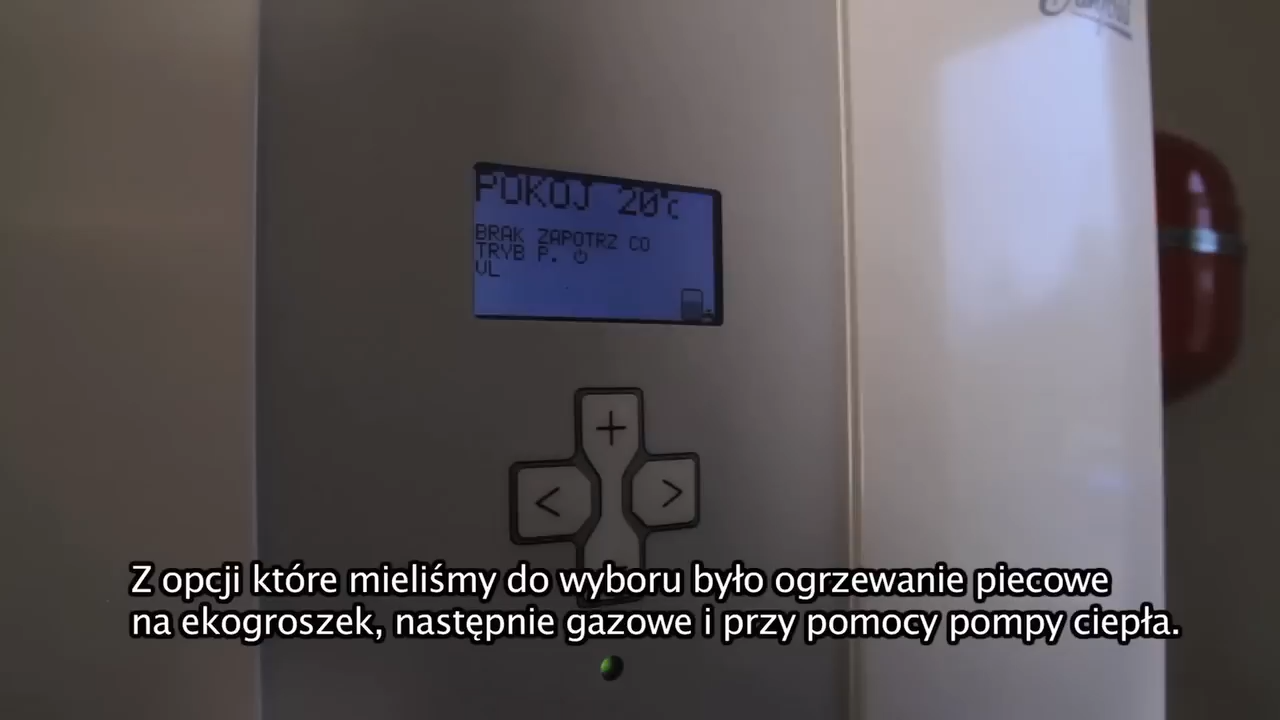 POKOJ 20°C
BRAK ZAPOTRZ CO
TRYB P.
VL
+
< >
Z opcji które mieliśmy do wyboru było ogrzewanie piecowe
na ekogroszek, następnie gazowe i przy pomocy pompy ciepła.